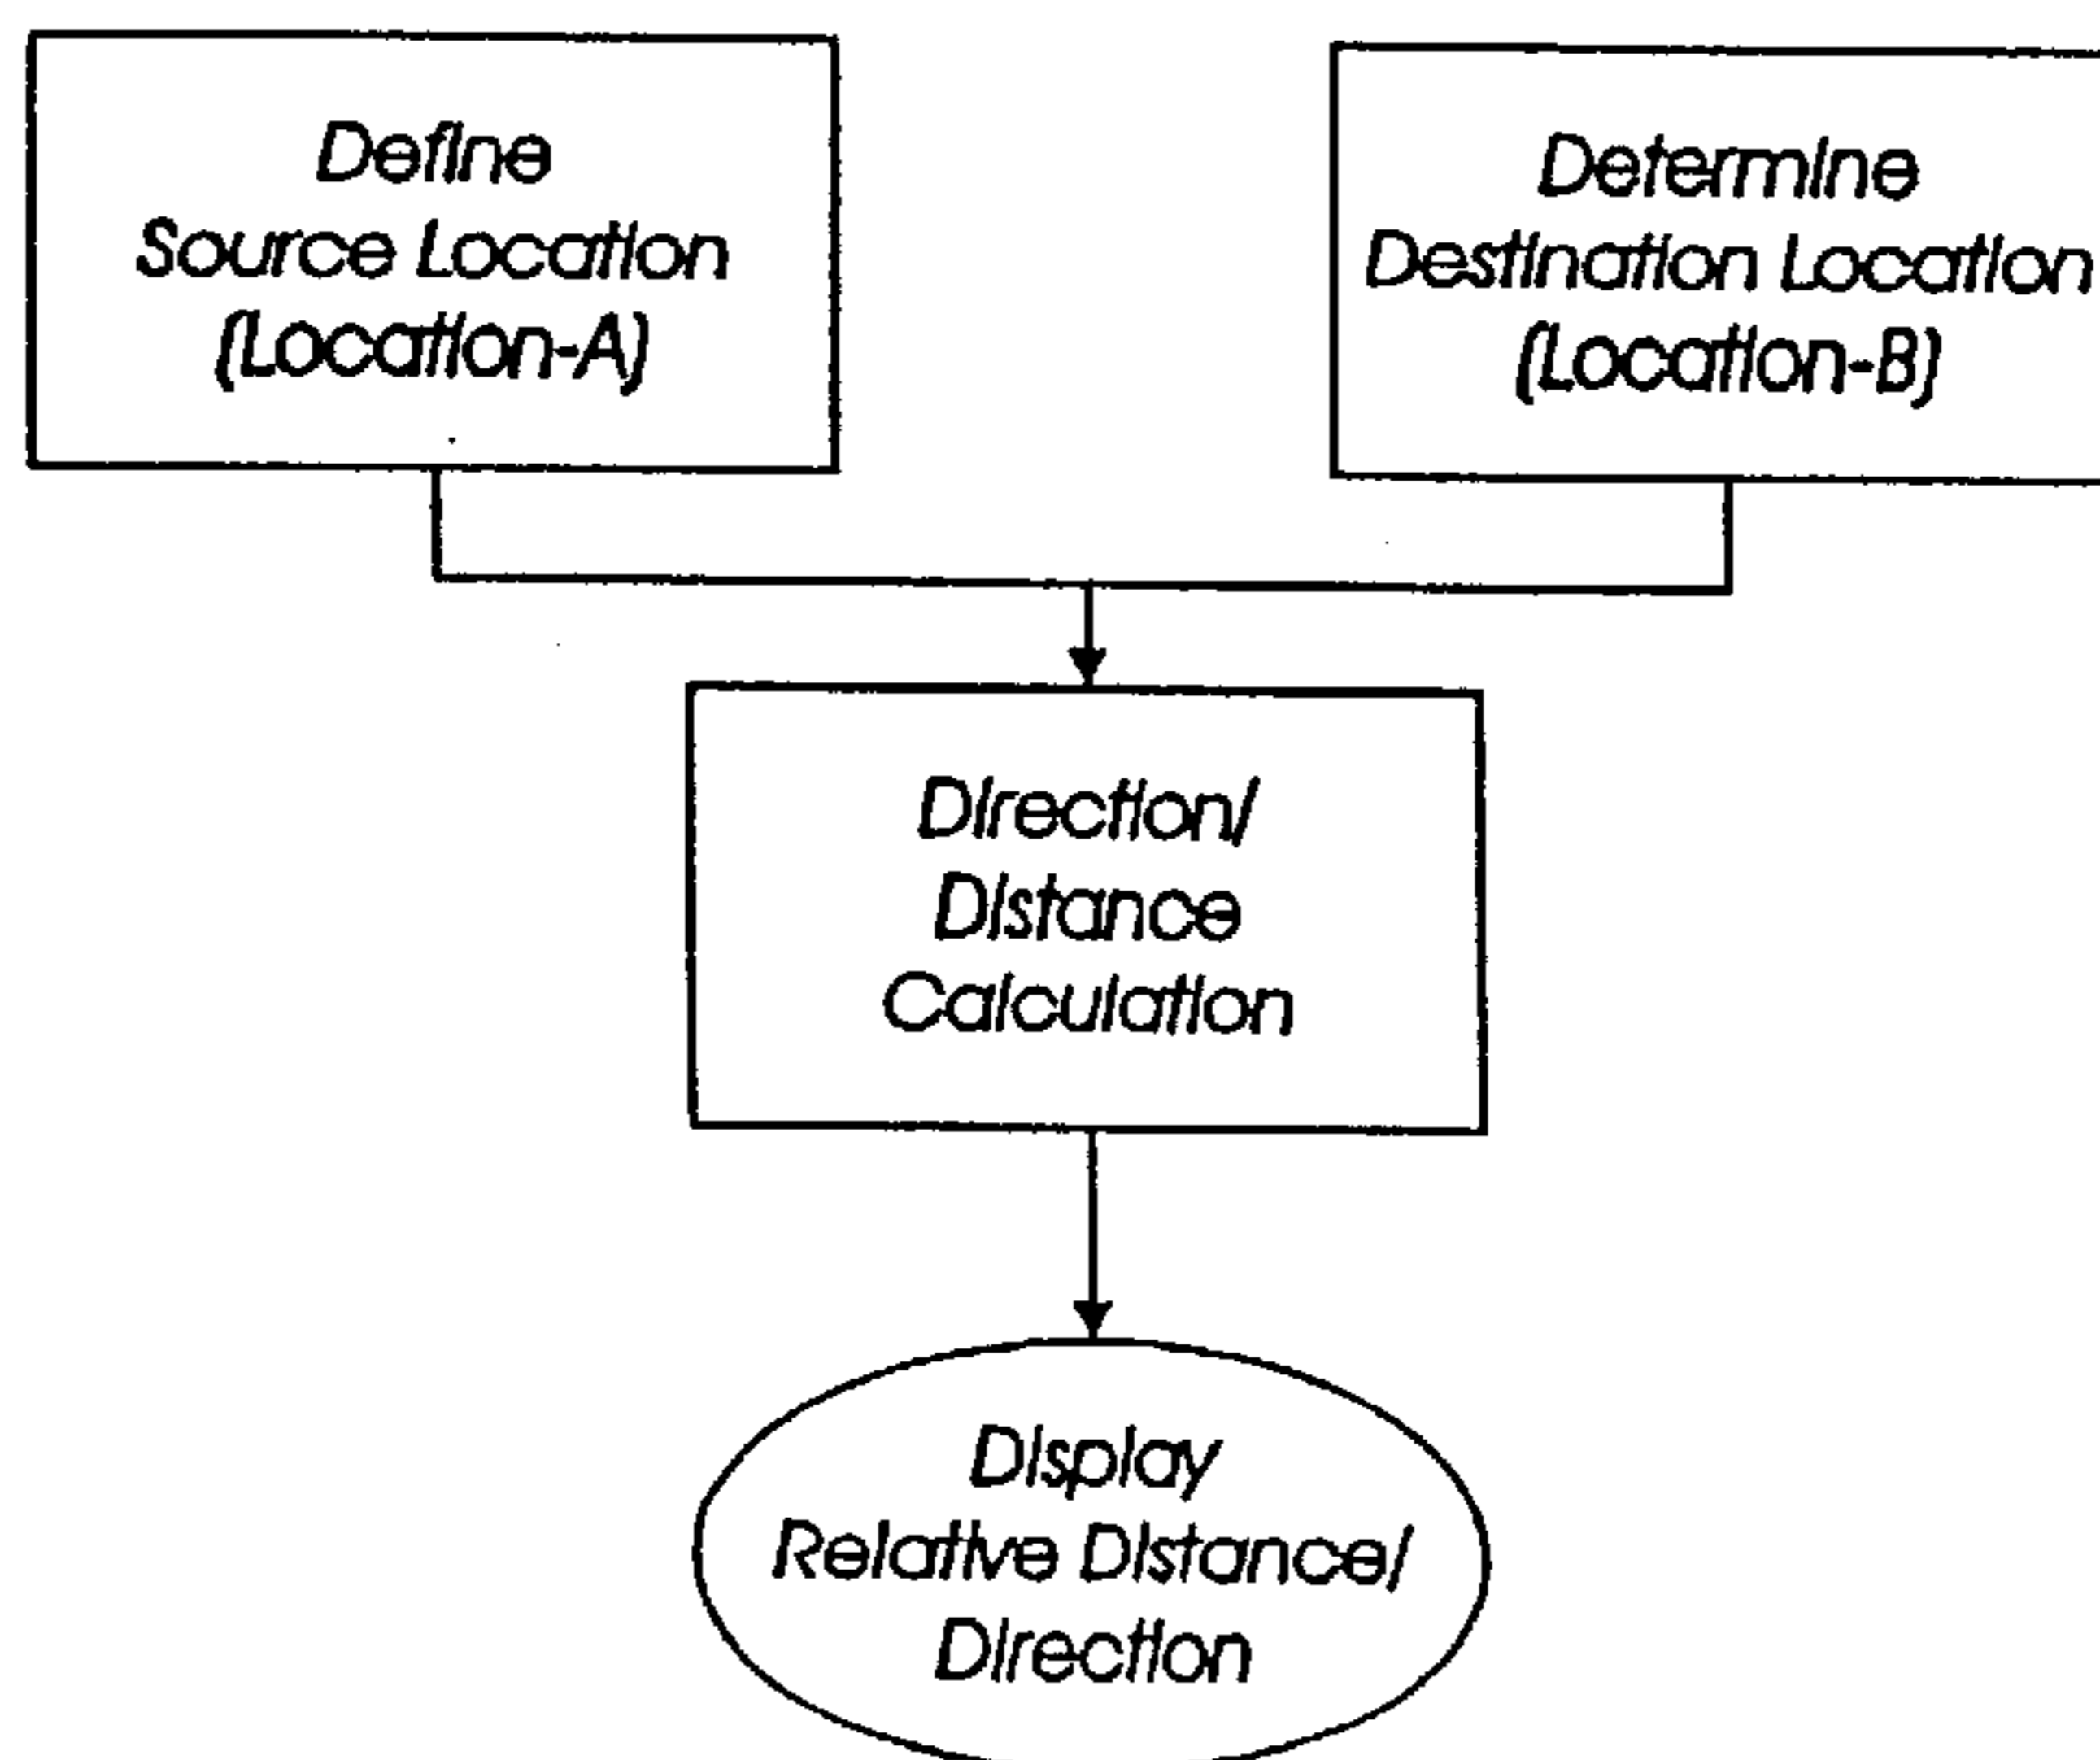 Define
Source Location
(Location-A)
Determine
Destination Location
(Location-B)
Direction/
Distance
Calculation
Display
Relative Distance/
Direction